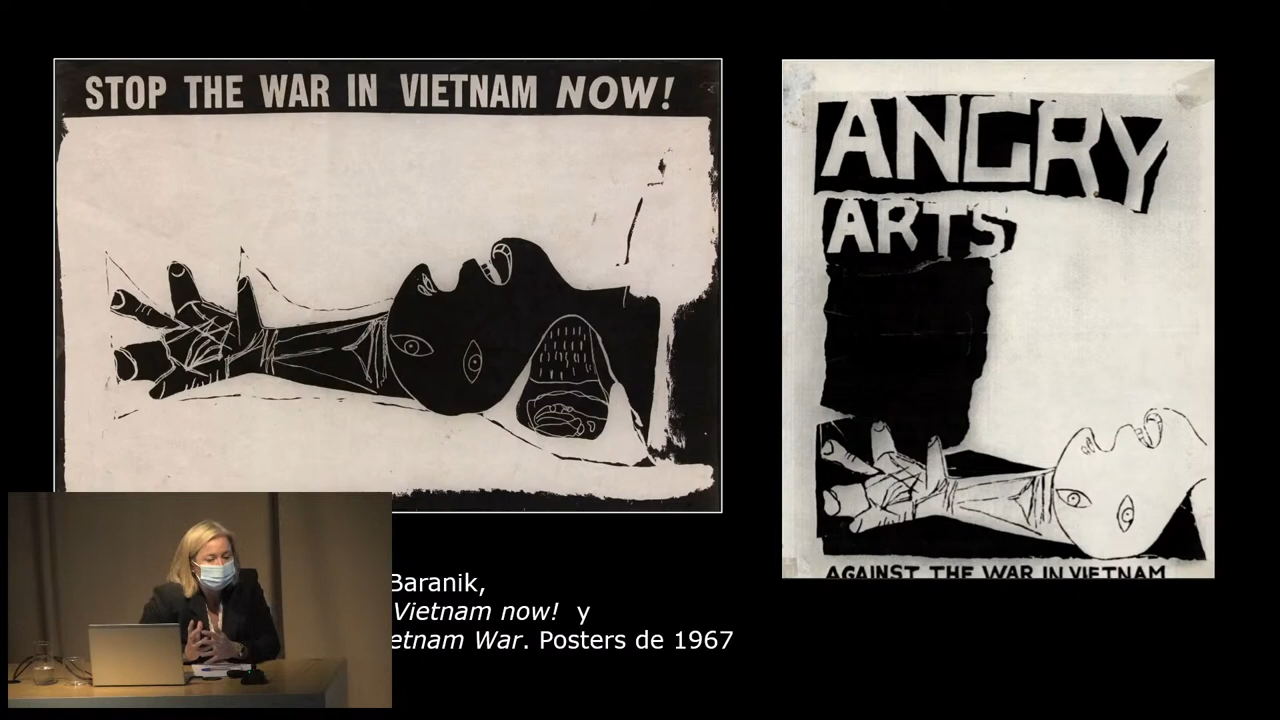 STOP THE WAR IN VIETNAM NOW!
ANGRY
ARTS
AGAINST THE WAR IN VIETNAM
Baranik,
Vietnam now! y
etnam War. Posters de 1967